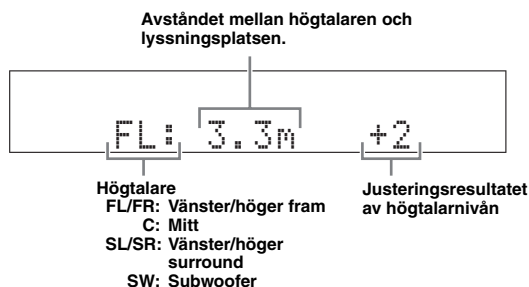 Avståndet mellan högtalaren och
lyssningsplatsen.
FL: 3.3m +2
Högtalare
FL/FR: Vänster/höger fram
C: Mitt
SL/SR: Vänster/höger
surround
SW: Subwoofer
Justeringsresultatet
av högtalarnivån